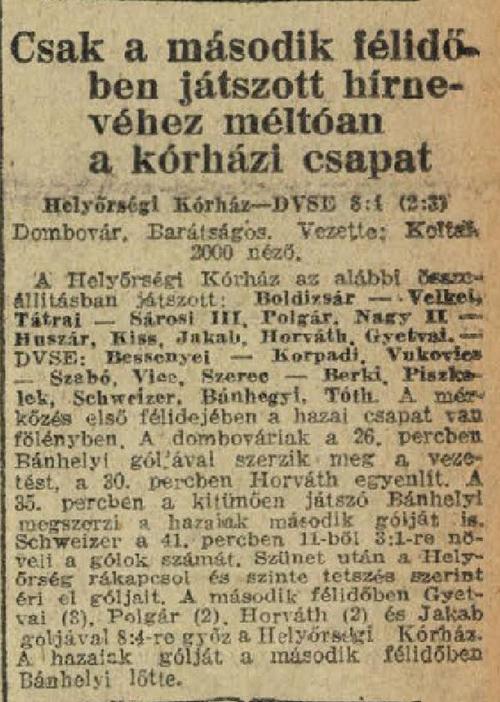 Csak a második félidő-
ben játszott hírne-
véhez méltóan
a kórházi csapat
Helyőrségi Kórház—DVSE 8:4 (2:3)
Dombovár. Barátságos. Vezette:
2000 néző.
A Helyőrségi Kórház az alábbi össze-
állításban játszott: Boldizsár — Velkei,
Tátrai — Sárosi III, Polgár, Nagy II —
Huszár, Kiss, Jakab, Horváth, Gyetvai. —
DVSE: Bessenyei — Korpadi, Vukovics
— Szabó, Vice, Szerec — Berki, Piszka-
lek, Schweizer, Bánhegyi, Tóth. A mér-
kőzés első félidejében a hazai csapat van
fölényben. A dombováriak a 26. percben
Bánhelyi góljával szerzik meg a veze-
tést, a 30. percben Horváth egyenlít. A
35. percben a kitünően játszó Bánhelyi
megszerzi a hazaiak második gólját is.
Schweizer a 41. percben 11-ből 3:1-re nö-
veli a gólok számát. Szünet után a Hely-
őrség rákapcsol és szinte tetszés szerint
éri el góljait. A második félidőben Gyet-
vai (3), Polgár (2), Horváth (2) és Jakab
góljával 8:4-re győz a Helyőrségi Kórház.
A hazaiak gólját a második félidőben
Bánhelyi lőtte.